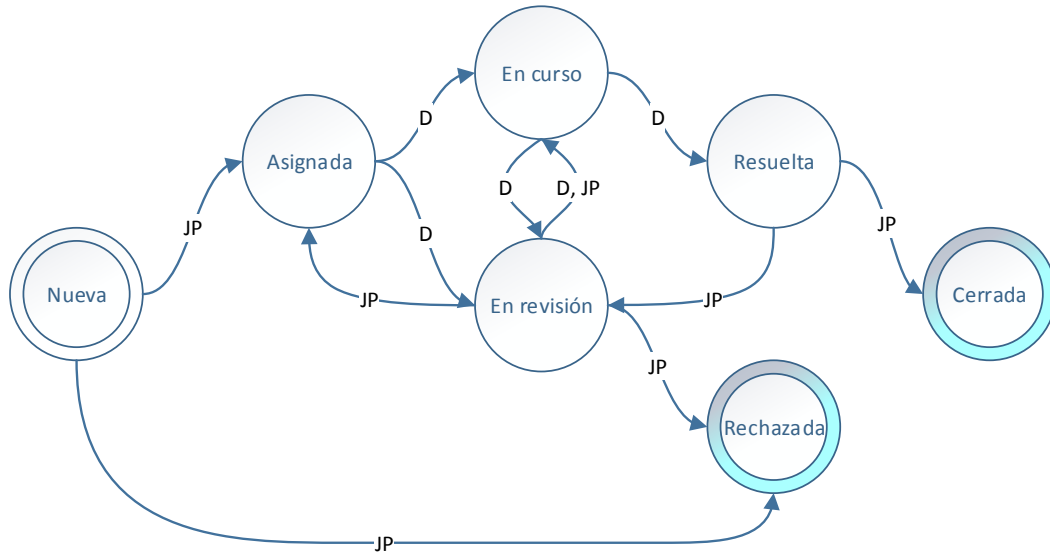 En curso
D
D
Asignada
Resuelta
D
D, JP
JP
D
JP
Nueva
JP
En revisión
JP
Cerrada
JP
Rechazada
JP